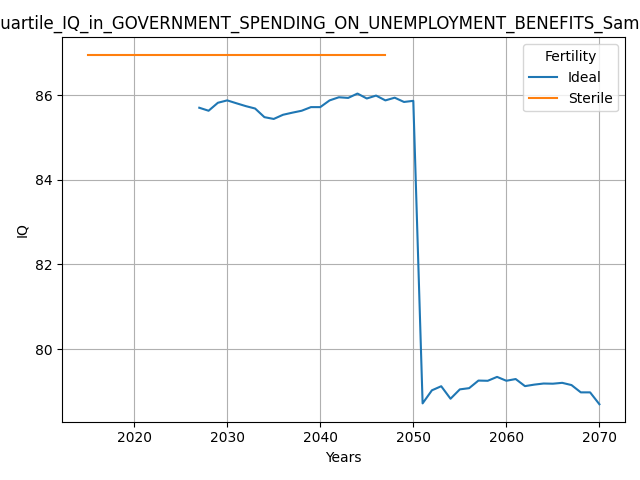 uartile_IQ_in_GOVERNMENT_SPENDING_ON_UNEMPLOYMENT_BENEFITS_Sam
Fertility
Ideal
Sterile
86
84
82
80
IQ
2020 2030 2040 2050 2060 2070
Years